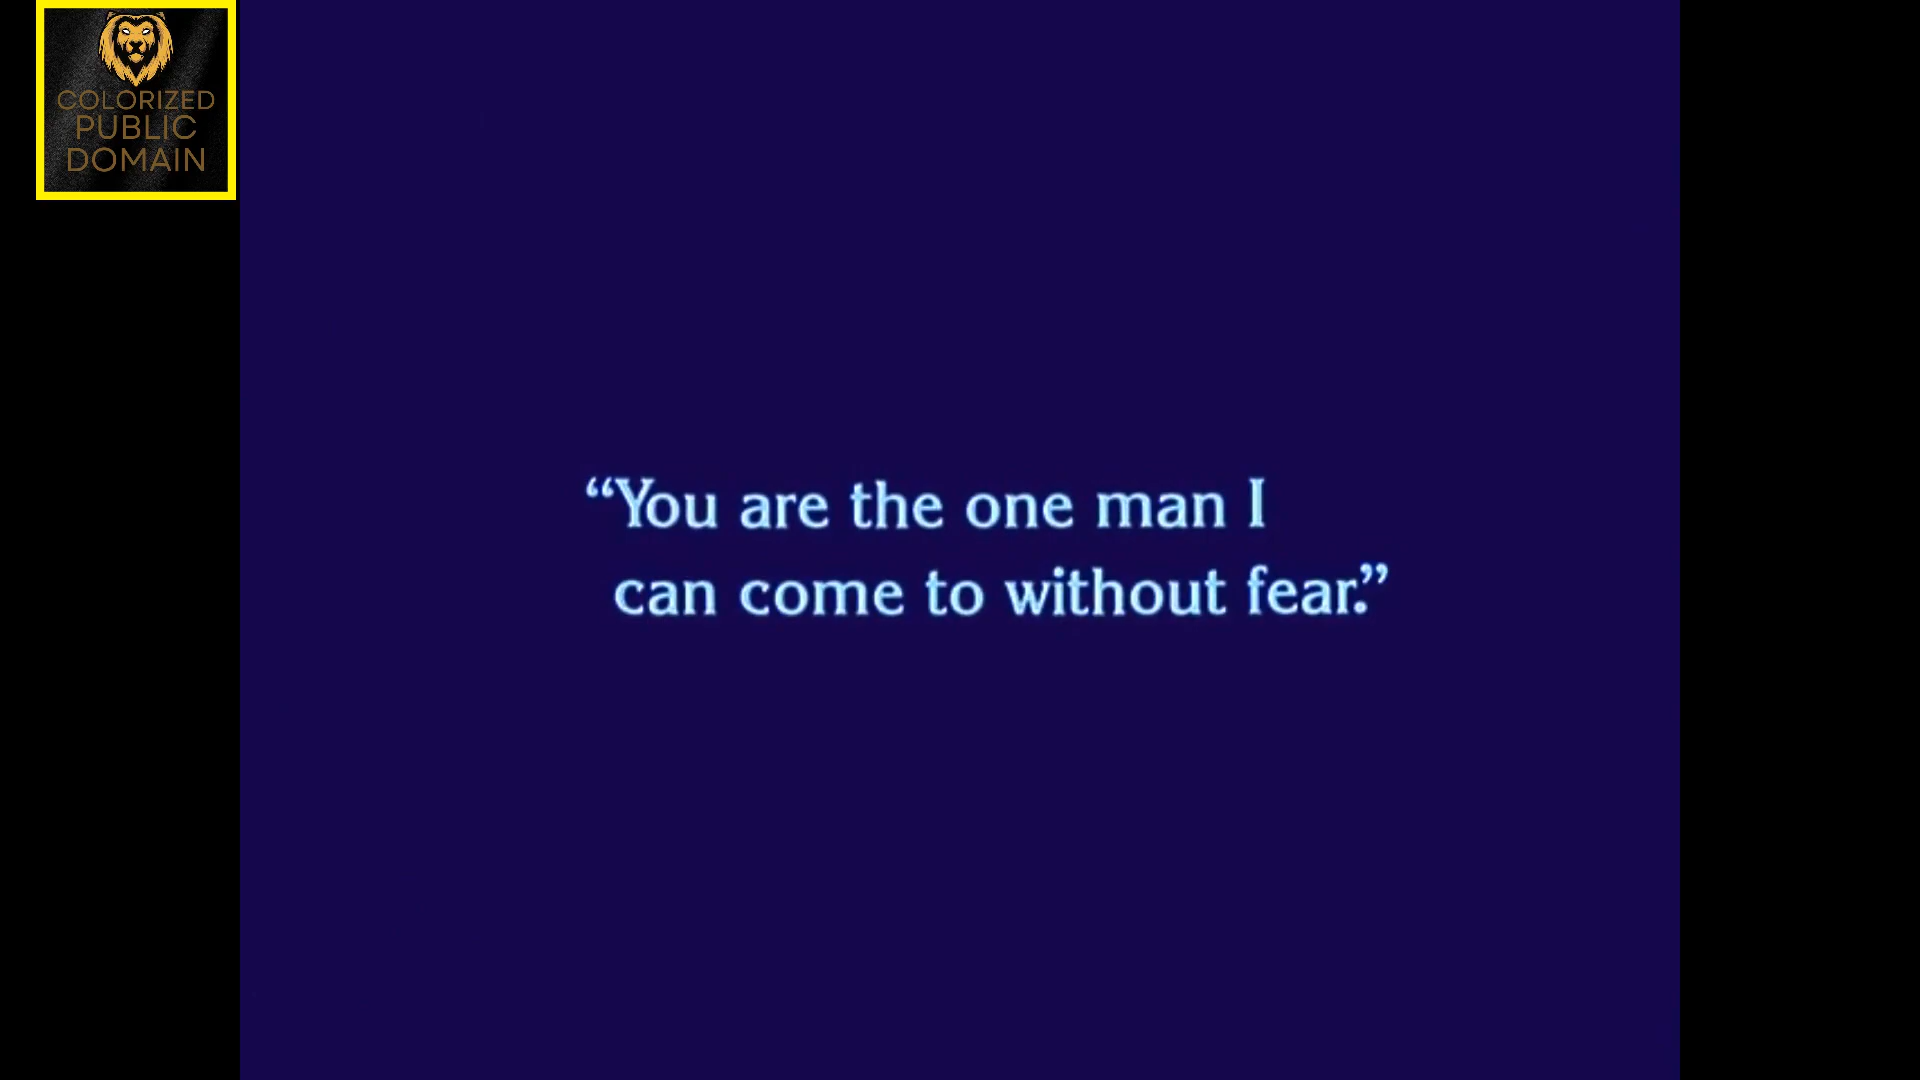 COLORIZED
PUBLIC
DOMAIN
“You are the one man I
can come to without fear.”